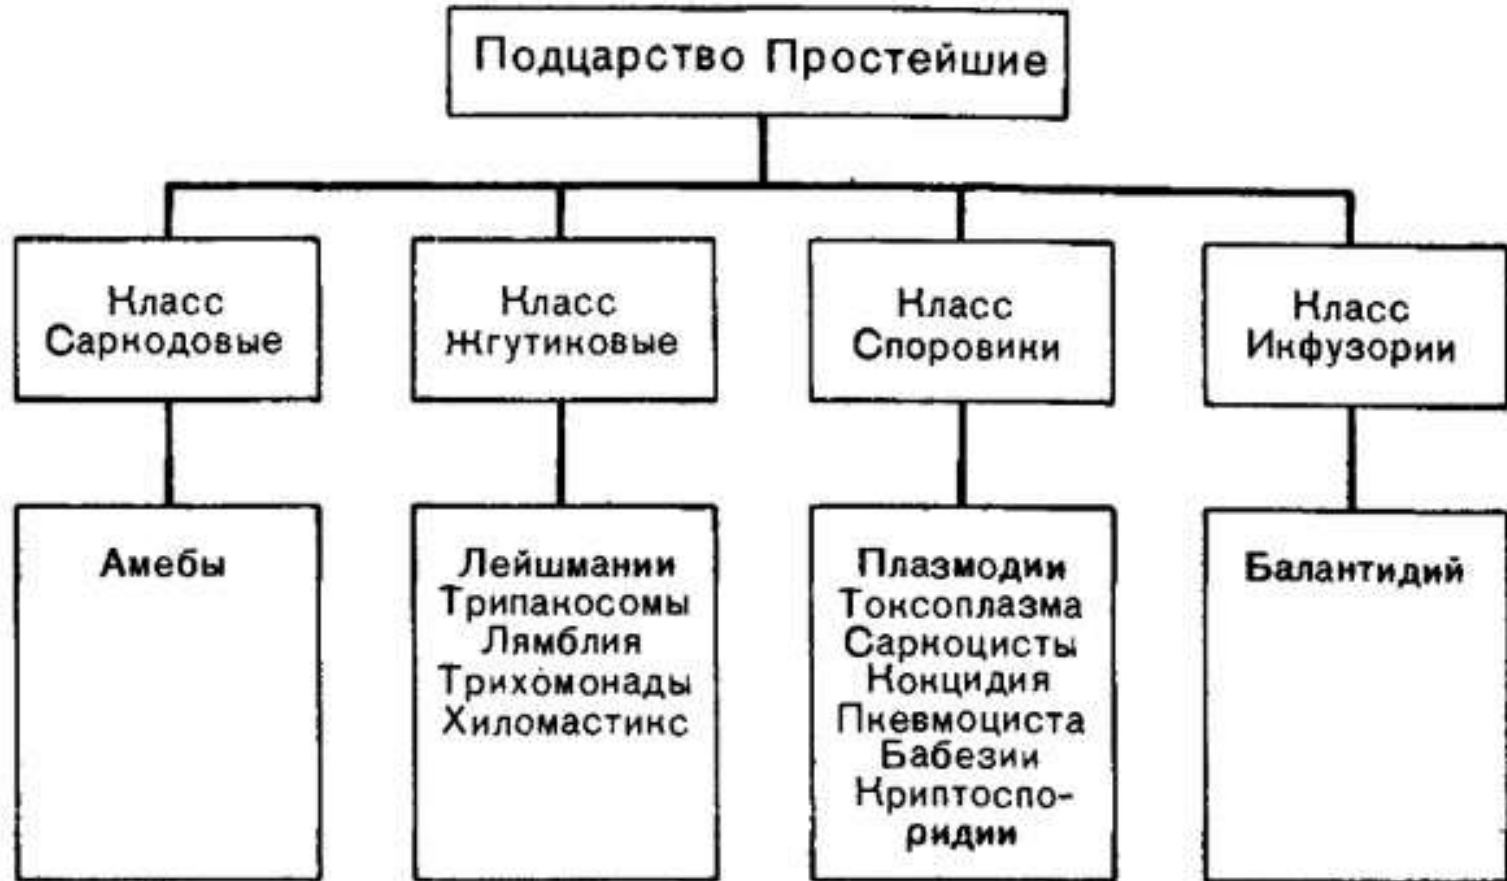 Подцарство Простейшие
Класс
Саркодовые
Класс
Жгутиковые
Класс
Споровики
Класс
Инфузории
Амебы
Лейшмании
Трипаносомы
Лямблия
Трихомонады
Хиломастикс
Плазмодии
Токсоплазма
Саркоцисты
Кокцидия
Пневмоциста
Бабезии
Криптоспо-
ридии
Балантидий